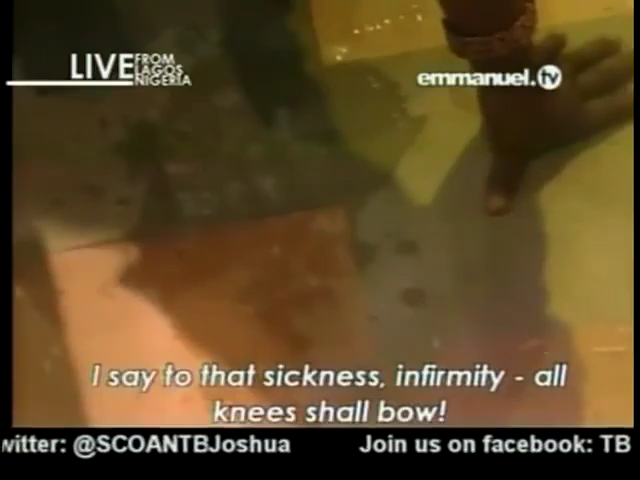 LIVE FROM LAGOS NIGERIA
emmanuel.tv
I say to that sickness, infirmity - all
knees shall bow!
witter: @SCOANTBJoshua Join us on facebook: TB